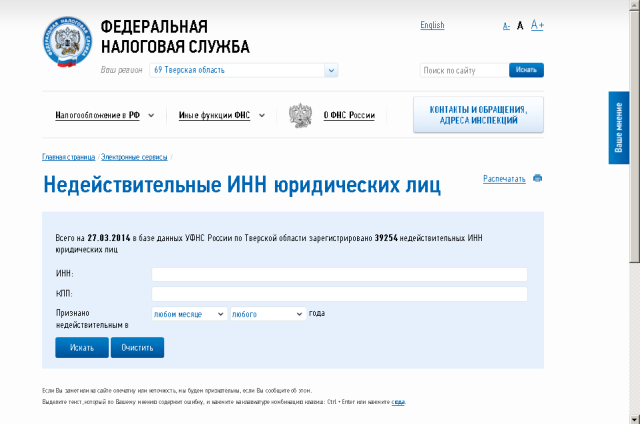 ФЕДЕРАЛЬНАЯ
НАЛОГОВАЯ СЛУЖБА
English
А- А А+
Ваш регион 69 Тверская область
Поиск по сайту Искать
Налогообложение в РФ Иные функции ФНС О ФНС России
КОНТАКТЫ И ОБРАЩЕНИЯ,
АДРЕСА ИНСПЕКЦИЙ
Ваше мнение
Главная страница / Электронные сервисы /
Недействительные ИНН юридических лиц
Распечатать
Всего на 27.03.2014 в базе данных УФНС России по Тверской области зарегистрировано 39254 недействительных ИНН
юридических лиц
ИНН:
КПП:
Признано
недействительным в
любом месяце любого года
Искать Очистить
Если Вы заметили на сайте опечатку или неточность, мы будем признательны, если Вы сообщите об этом.
Выделите текст, который по Вашему мнению содержит ошибку, и нажмите на клавиатуре комбинацию клавиш: Ctrl + Enter или нажмите сюда.